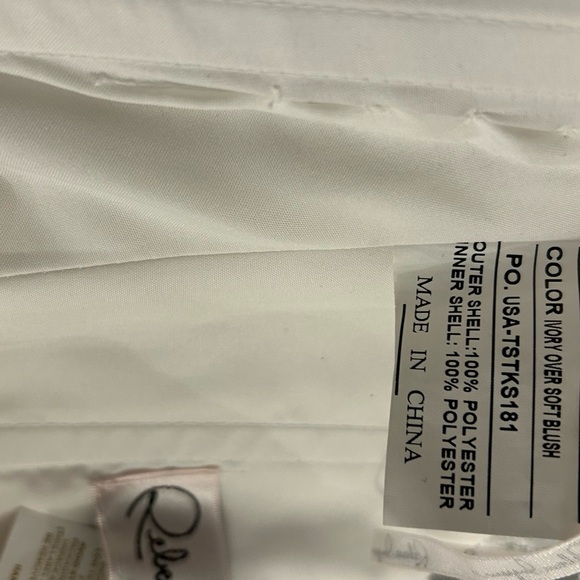 COLOR IVORY OVER SOFT BLUSH
PO. USA-TSTKS181
OUTER SHELL:100% POLYESTER
INNER SHELL: 100% POLYESTER
MADE IN CHINA